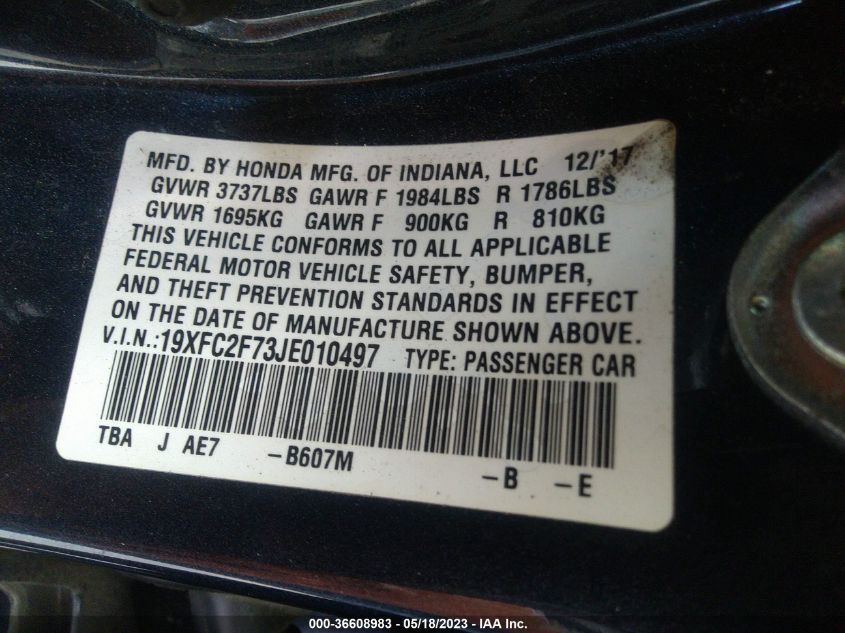 MFD. BY HONDA MFG. OF INDIANA, LLC 12/'17
GVWR 3737LBS GAWR F 1984LBS R 1786LBS
GVWR 1695KG GAWR F 900KG R 810KG
THIS VEHICLE CONFORMS TO ALL APPLICABLE
FEDERAL MOTOR VEHICLE SAFETY, BUMPER,
AND THEFT PREVENTION STANDARDS IN EFFECT
ON THE DATE OF MANUFACTURE SHOWN ABOVE.
V.I.N.:19XFC2F73JE010497 TYPE: PASSENGER CAR
TBA J AE7 -B607M -B -E
000-36608983 — 05/18/2023 — IAA Inc.